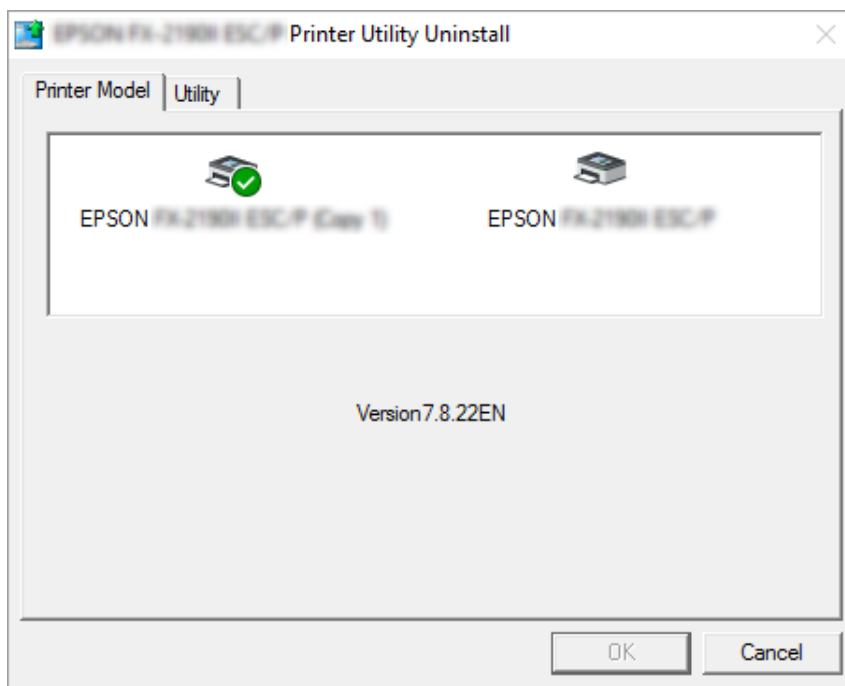 Printer Utility Uninstall
Printer Model Utility
EPSON EPSON
Version7.8.22EN
OK Cancel